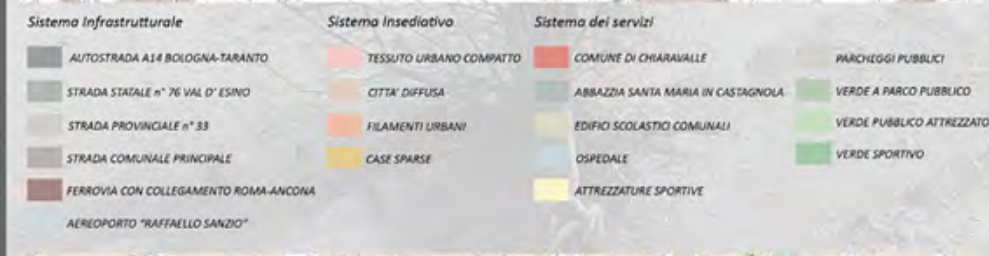 Sistema Infrastrutturale
AUTOSTRADA A14 BOLOGNA-TARANTO
STRADA STATALE n° 76 VAL D' ESINO
STRADA PROVINCIALE n° 33
STRADA COMUNALE PRINCIPALE
FERROVIA CON COLLEGAMENTO ROMA-ANCONA
AEREOPORTO "RAFFAELLO SANZIO"
Sistema Insediativo
TESSUTO URBANO COMPATTO
CITTA' DIFFUSA
FILAMENTI URBANI
CASE SPARSE
Sistema dei servizi
COMUNE DI CHIARAVALLE
ABBAZZIA SANTA MARIA IN CASTAGNOLA
EDIFICI SCOLASTICI COMUNALI
OSPEDALE
ATTREZZATURE SPORTIVE
PARCHEGGI PUBBLICI
VERDE A PARCO PUBBLICO
VERDE PUBBLICO ATTREZZATO
VERDE SPORTIVO